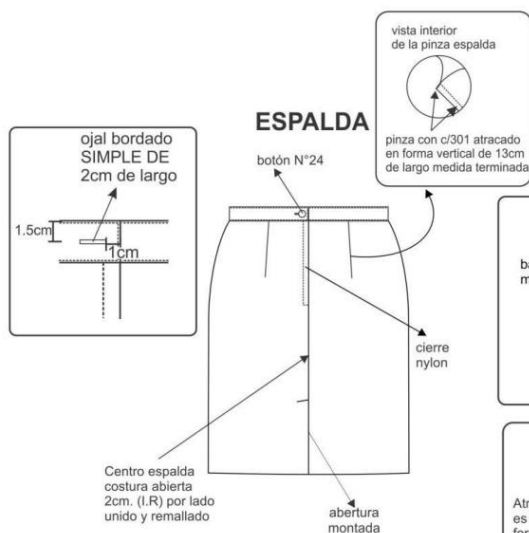 vista interior
de la pinza espalda
pinza con c/301 atracado
en forma vertical de 13cm
de largo medida terminada
ESPALDA
botón N°24
ojal bordado
SIMPLE DE
2cm de largo
1.5cm
1cm
cierre
nylon
Centro espalda
costura abierta
2cm. (I.R) por lado
unido y remallado
abertura
montada
es